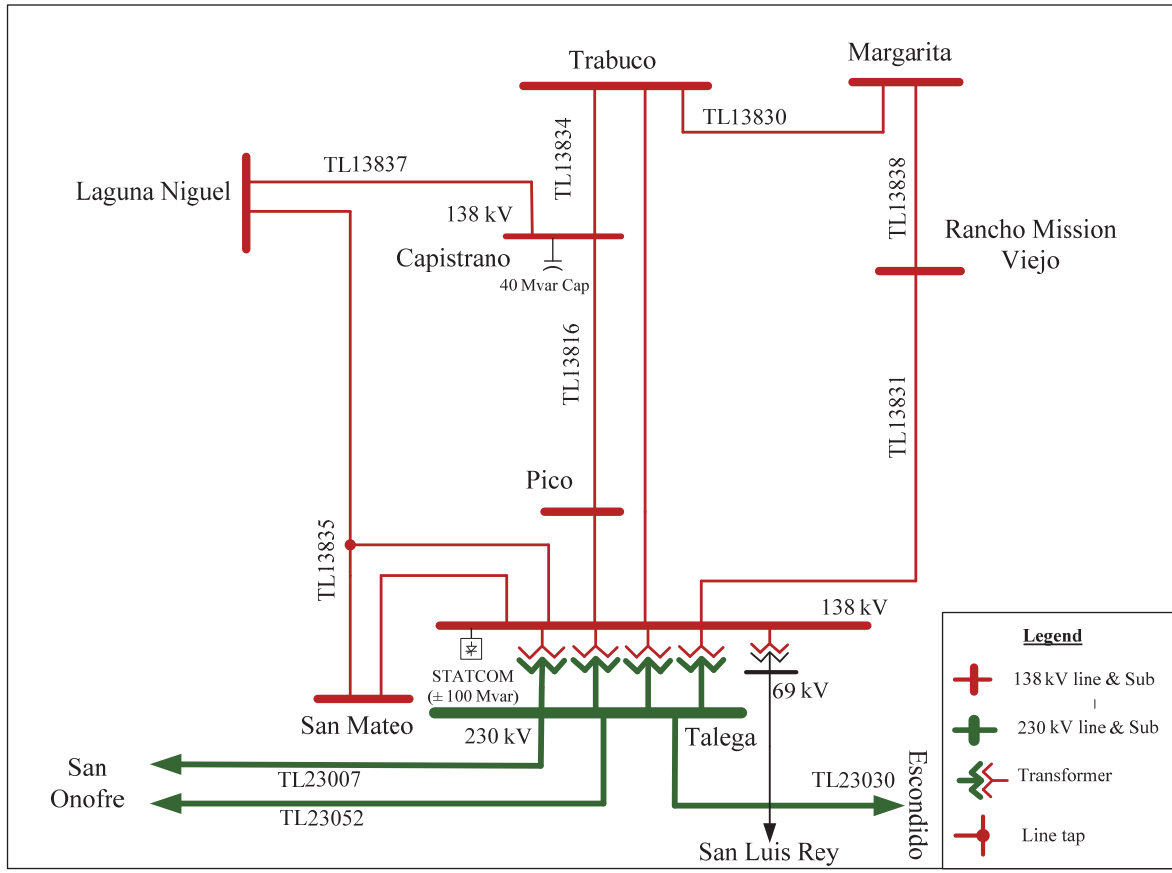 Trabuco
Margarita
TL13830
TL13834
TL13837
Laguna Niguel
138 kV
Capistrano
40 Mvar Cap
TL13838
Rancho Mission
Viejo
TL13816
TL13831
Pico
TL13835
138 kV
STATCOM
(± 100 Mvar)
69 kV
San Mateo
230 kV
Talega
San
Onofre
TL23007
TL23052
TL23030
Escondido
San Luis Rey
Legend
138 kV line & Sub
230 kV line & Sub
Transformer
Line tap